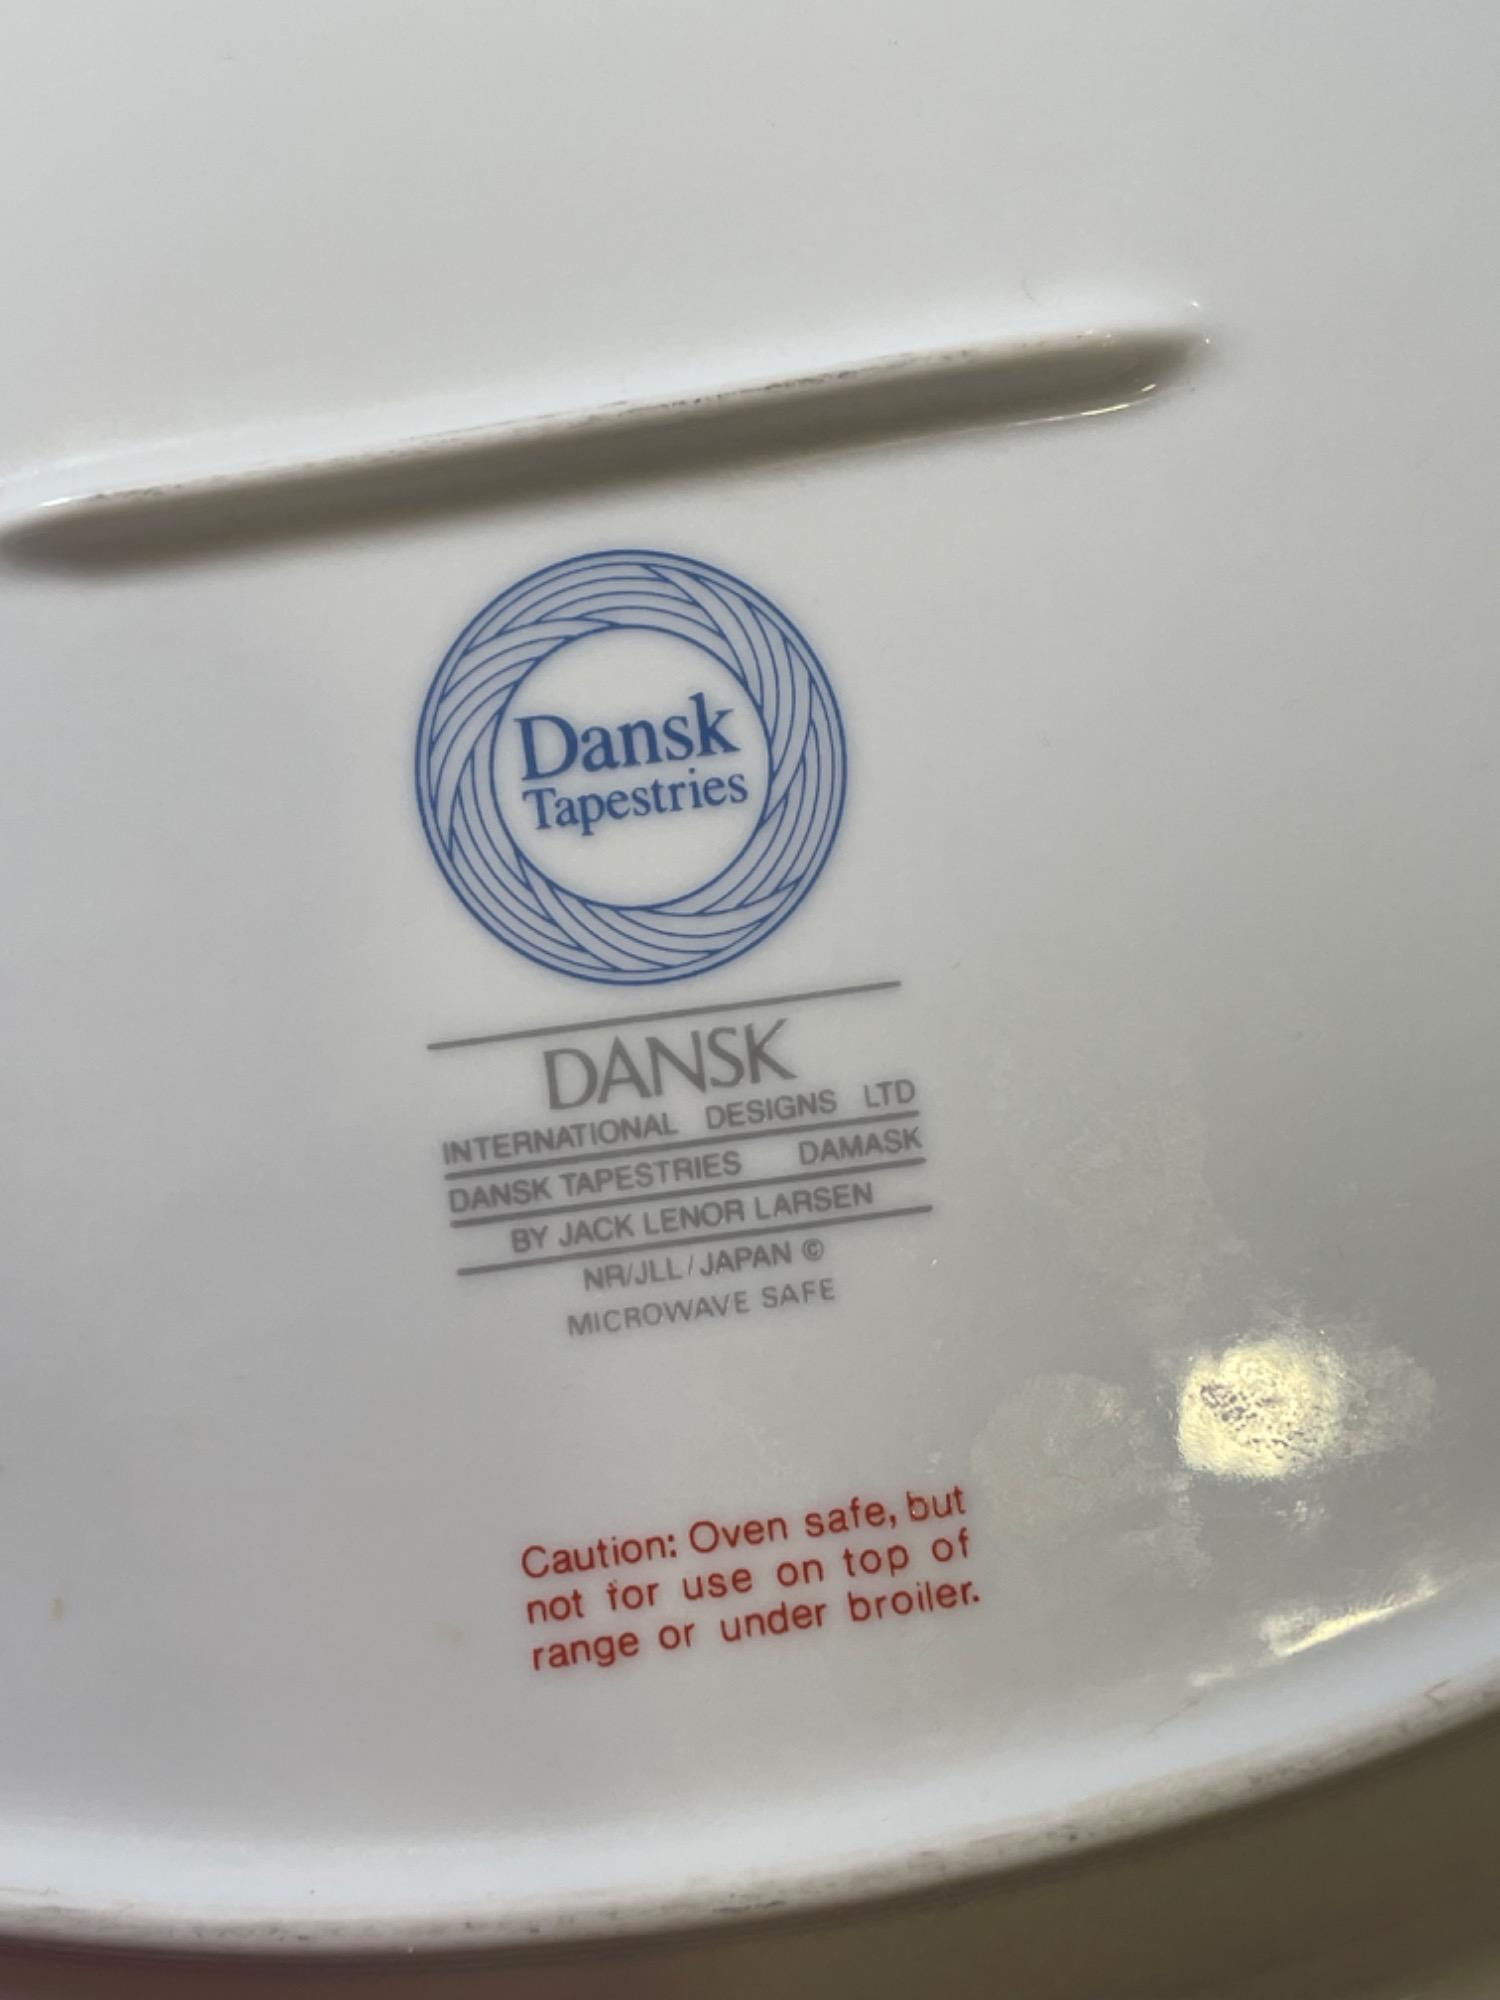 Dansk
Tapestries
DANSK
INTERNATIONAL DESIGNS LTD
DANSK TAPESTRIES DAMASK
BY JACK LENOR LARSEN
NR/JLL/JAPAN ©
MICROWAVE SAFE
Caution: Oven safe, but
not for use on top of
range or under broiler.